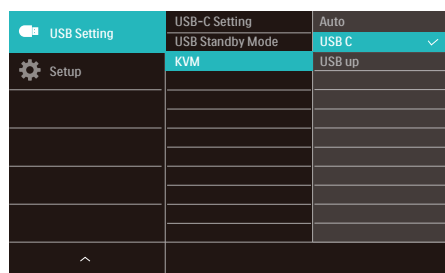 USB Setting
Setup
USB-C Setting
USB Standby Mode
KVM
Auto
USB C
USB up